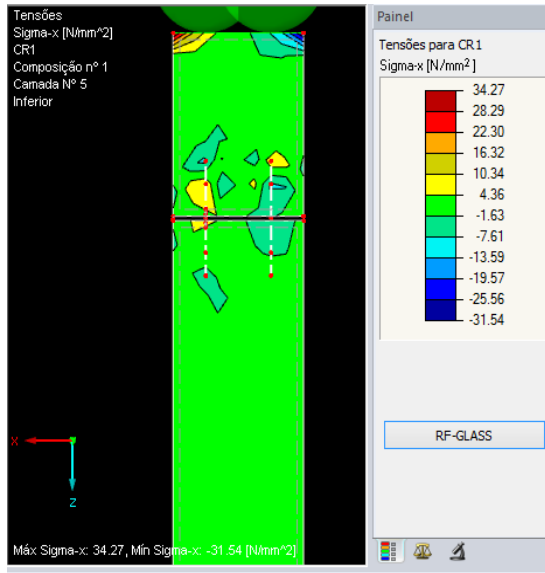 Tensões
Sigma-x [N/mm^2]
CR1
Composição nº 1
Camada Nº 5
Inferior
X
Z
Máx Sigma-x: 34.27, Mín Sigma-x: -31.54 [N/mm^2]
Painel
Tensões para CR1
Sigma-x [N/mm²]
34.27
28.29
22.30
16.32
10.34
4.36
-1.63
-7.61
-13.59
-19.57
-25.56
-31.54
RF-GLASS